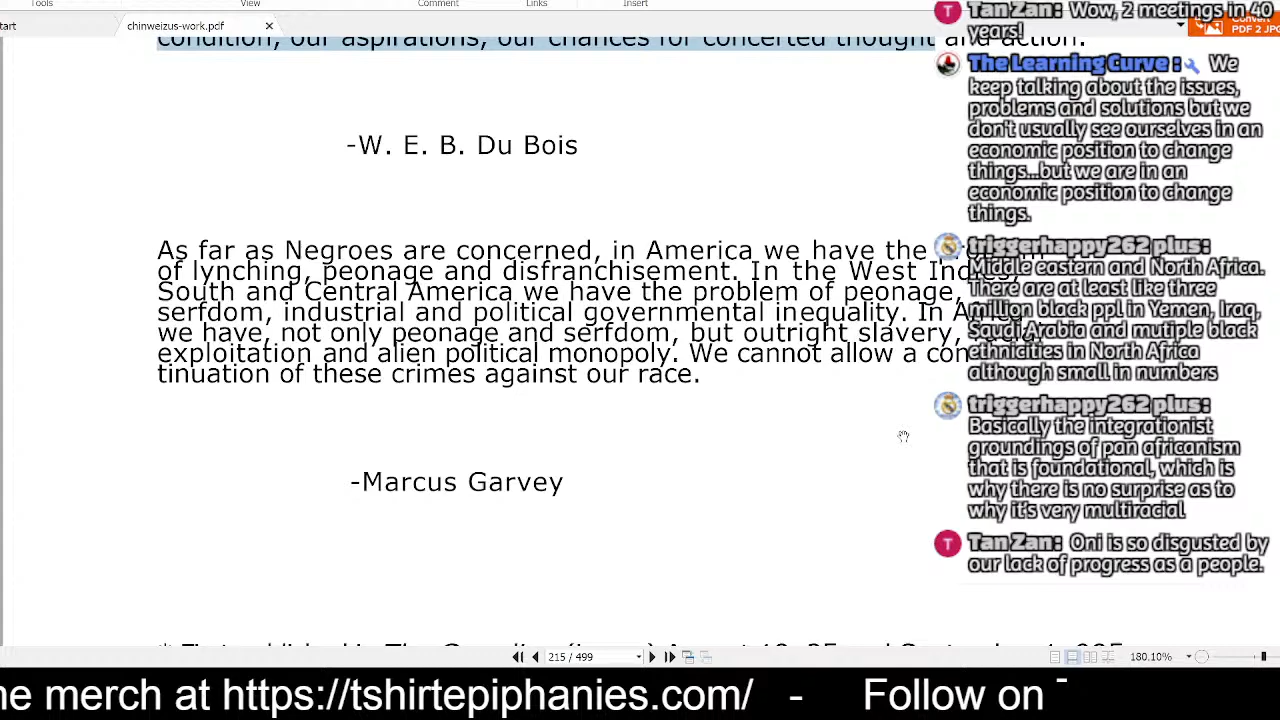 Tools View Comment Links Insert
tart chinweizus-work.pdf ×
condition, our aspirations, our chances for concerted thought and action.
-W. E. B. Du Bois
As far as Negroes are concerned, in America we have the
of lynching, peonage and disfranchisement. In the West
South and Central America we have the problem of peonage,
serfdom, industrial and political governmental inequality. In
we have, not only peonage and serfdom, but outright slavery,
exploitation and alien political monopoly. We cannot allow a con
tinuation of these crimes against our race.
-Marcus Garvey
215 / 499
180.10%
Convert
PDF 2 JPG
Tan Zan: Wow, 2 meetings in 40
years!
The Learning Curve : We
keep talking about the issues,
problems and solutions but we
don't usually see ourselves in an
economic position to change
things...but we are in an
economic position to change
things.
triggerhappy262 plus:
Middle eastern and North Africa.
There are at least like three
million black ppl in Yemen, Iraq,
Saudi Arabia and mutiple black
ethnicities in North Africa
although small in numbers
triggerhappy262 plus:
Basically the integrationist
groundings of pan africanism
that is foundational, which is
why there is no surprise as to
why it's very multiracial
T Tan Zan: Oni is so disgusted by
our lack of progress as a people.
he merch at https://tshirtepiphanies.com/ - Follow on